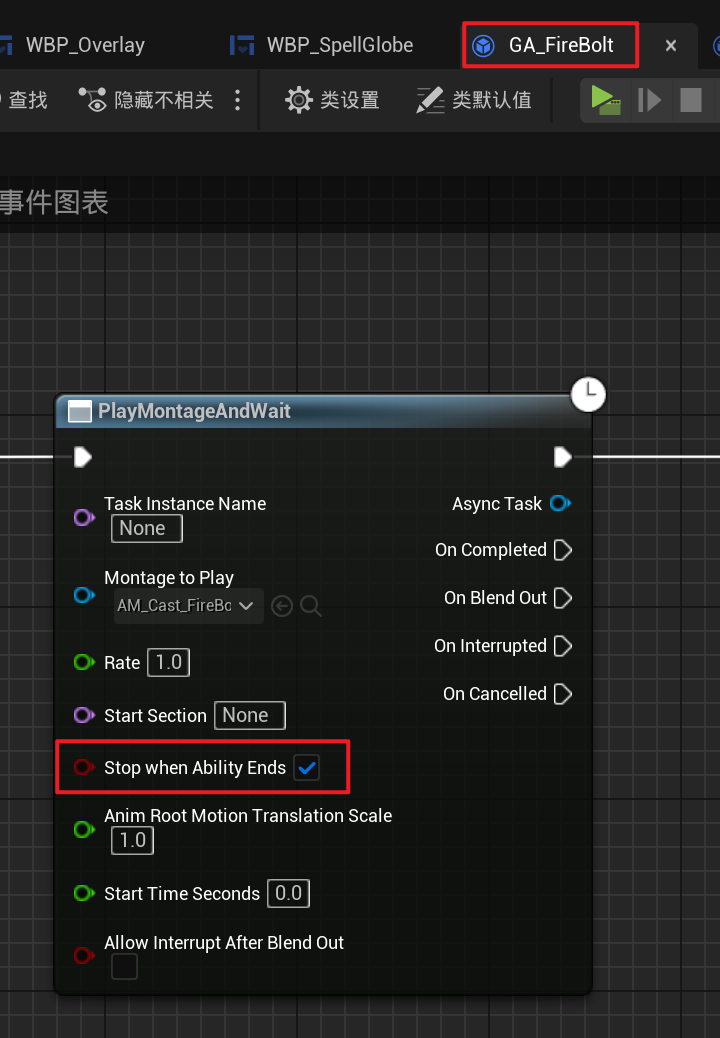 WBP_Overlay WBP_SpellGlobe GA_FireBolt
查找 隐藏不相关 类设置 类默认值
事件图表
PlayMontageAndWait
Task Instance Name
None
Async Task
On Completed
Montage to Play
AM_Cast_FireBo
On Blend Out
On Interrupted
Rate 1.0
On Cancelled
Start Section None
Stop when Ability Ends
Anim Root Motion Translation Scale
1.0
Start Time Seconds 0.0
Allow Interrupt After Blend Out